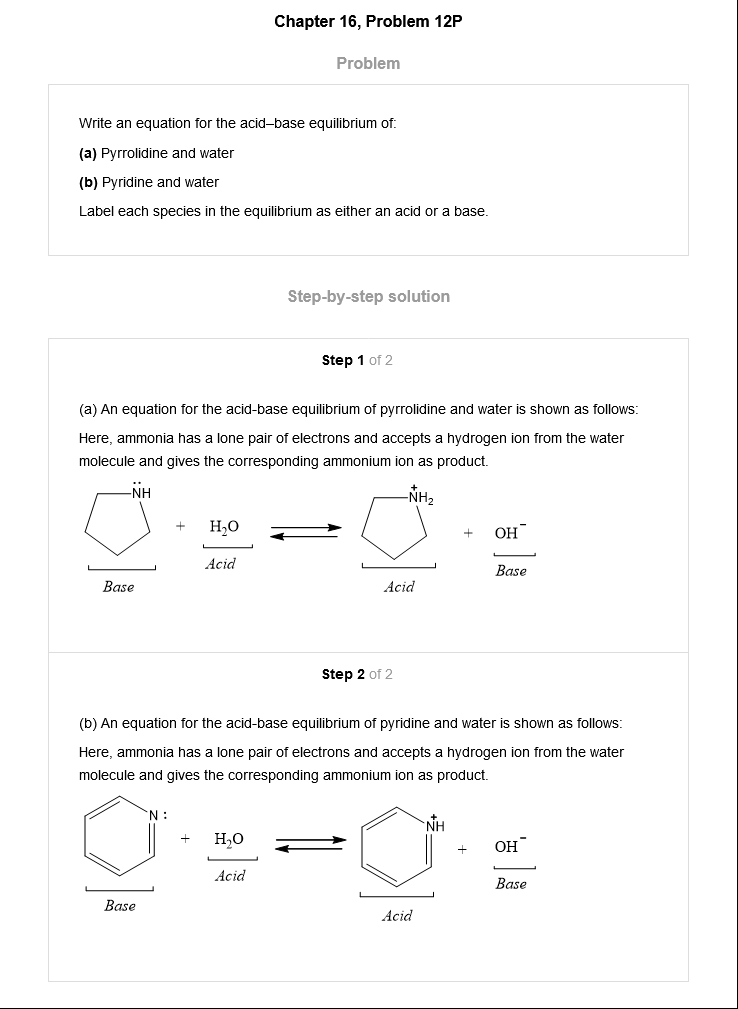 Chapter 16, Problem 12P
Problem
Write an equation for the acid–base equilibrium of:
(a) Pyrrolidine and water
(b) Pyridine and water
Label each species in the equilibrium as either an acid or a base.
Step-by-step solution
Step 1 of 2
(a) An equation for the acid-base equilibrium of pyrrolidine and water is shown as follows:
Here, ammonia has a lone pair of electrons and accepts a hydrogen ion from the water
molecule and gives the corresponding ammonium ion as product.
N̈H + H₂O ⇌ N⁺H₂ + OH⁻
Base Acid Acid Base
Step 2 of 2
(b) An equation for the acid-base equilibrium of pyridine and water is shown as follows:
Here, ammonia has a lone pair of electrons and accepts a hydrogen ion from the water
molecule and gives the corresponding ammonium ion as product.
N: + H₂O ⇌ N⁺H + OH⁻
Base Acid Acid Base